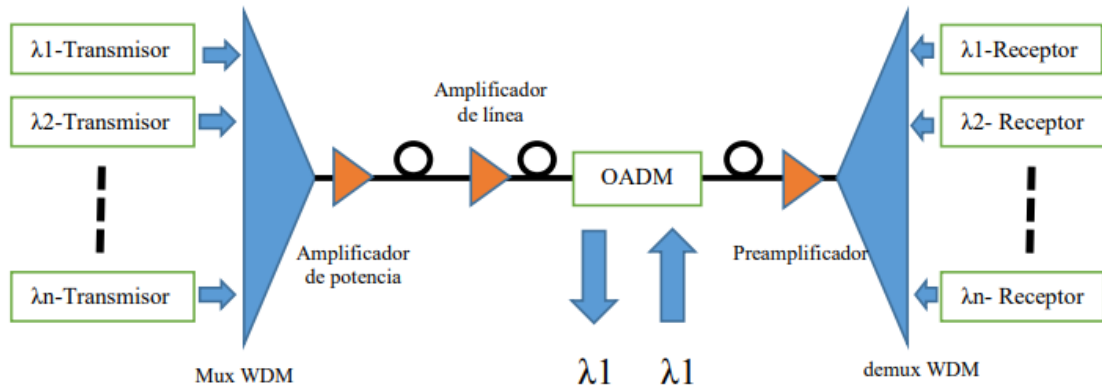 λ1-Transmisor
λ2-Transmisor
λn-Transmisor
Mux WDM
Amplificador
de potencia
Amplificador
de línea
OADM
λ1
λ1
Preamplificador
demux WDM
λ1-Receptor
λ2- Receptor
λn- Receptor